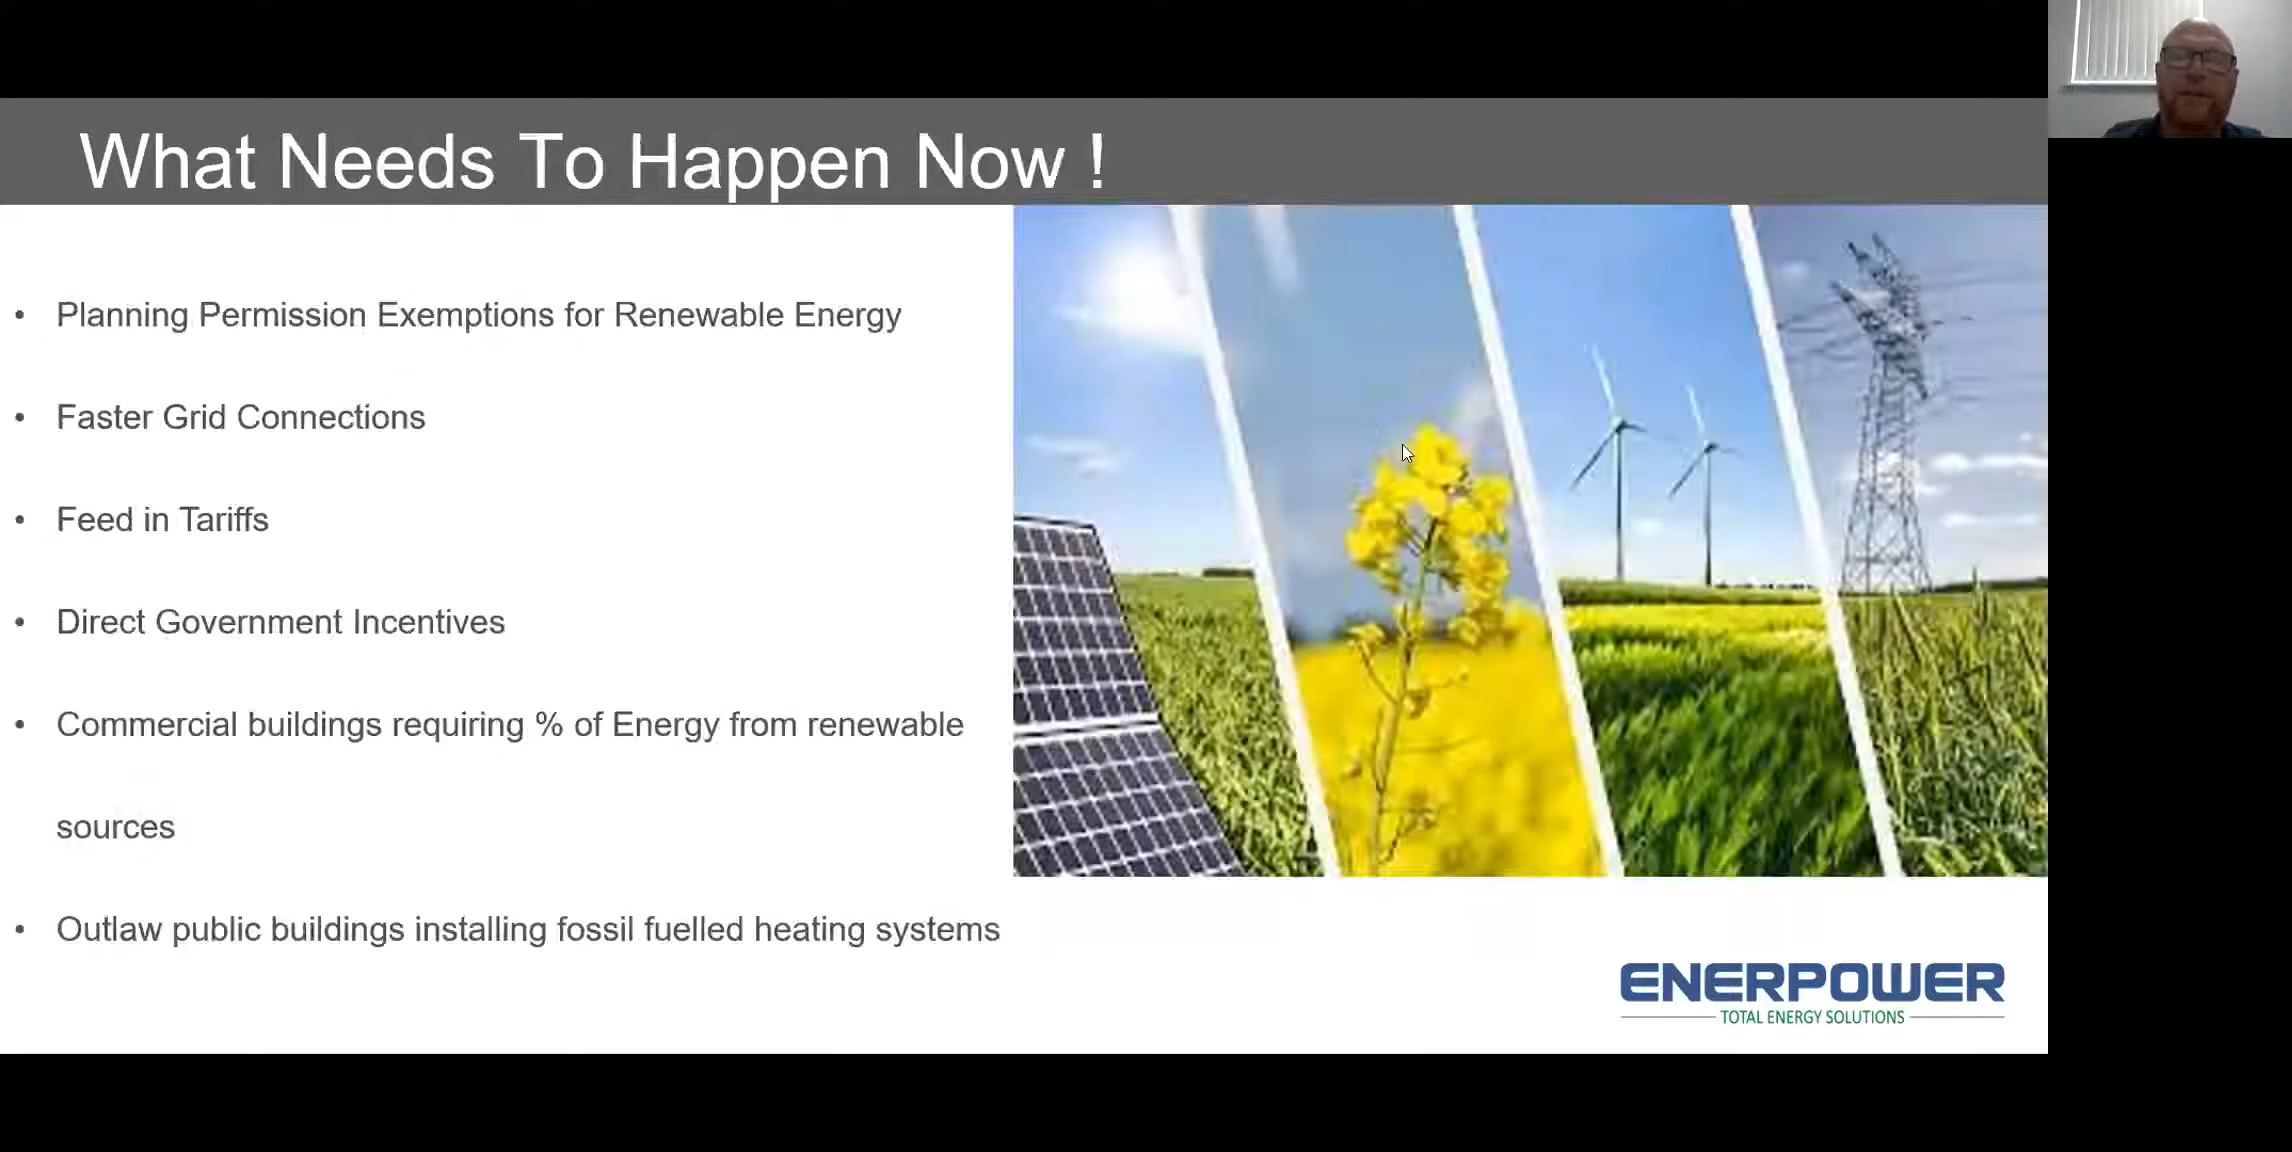 What Needs To Happen Now !
• Planning Permission Exemptions for Renewable Energy
• Faster Grid Connections
• Feed in Tariffs
• Direct Government Incentives
• Commercial buildings requiring % of Energy from renewable
sources
• Outlaw public buildings installing fossil fuelled heating systems
ENERPOWER
TOTAL ENERGY SOLUTIONS